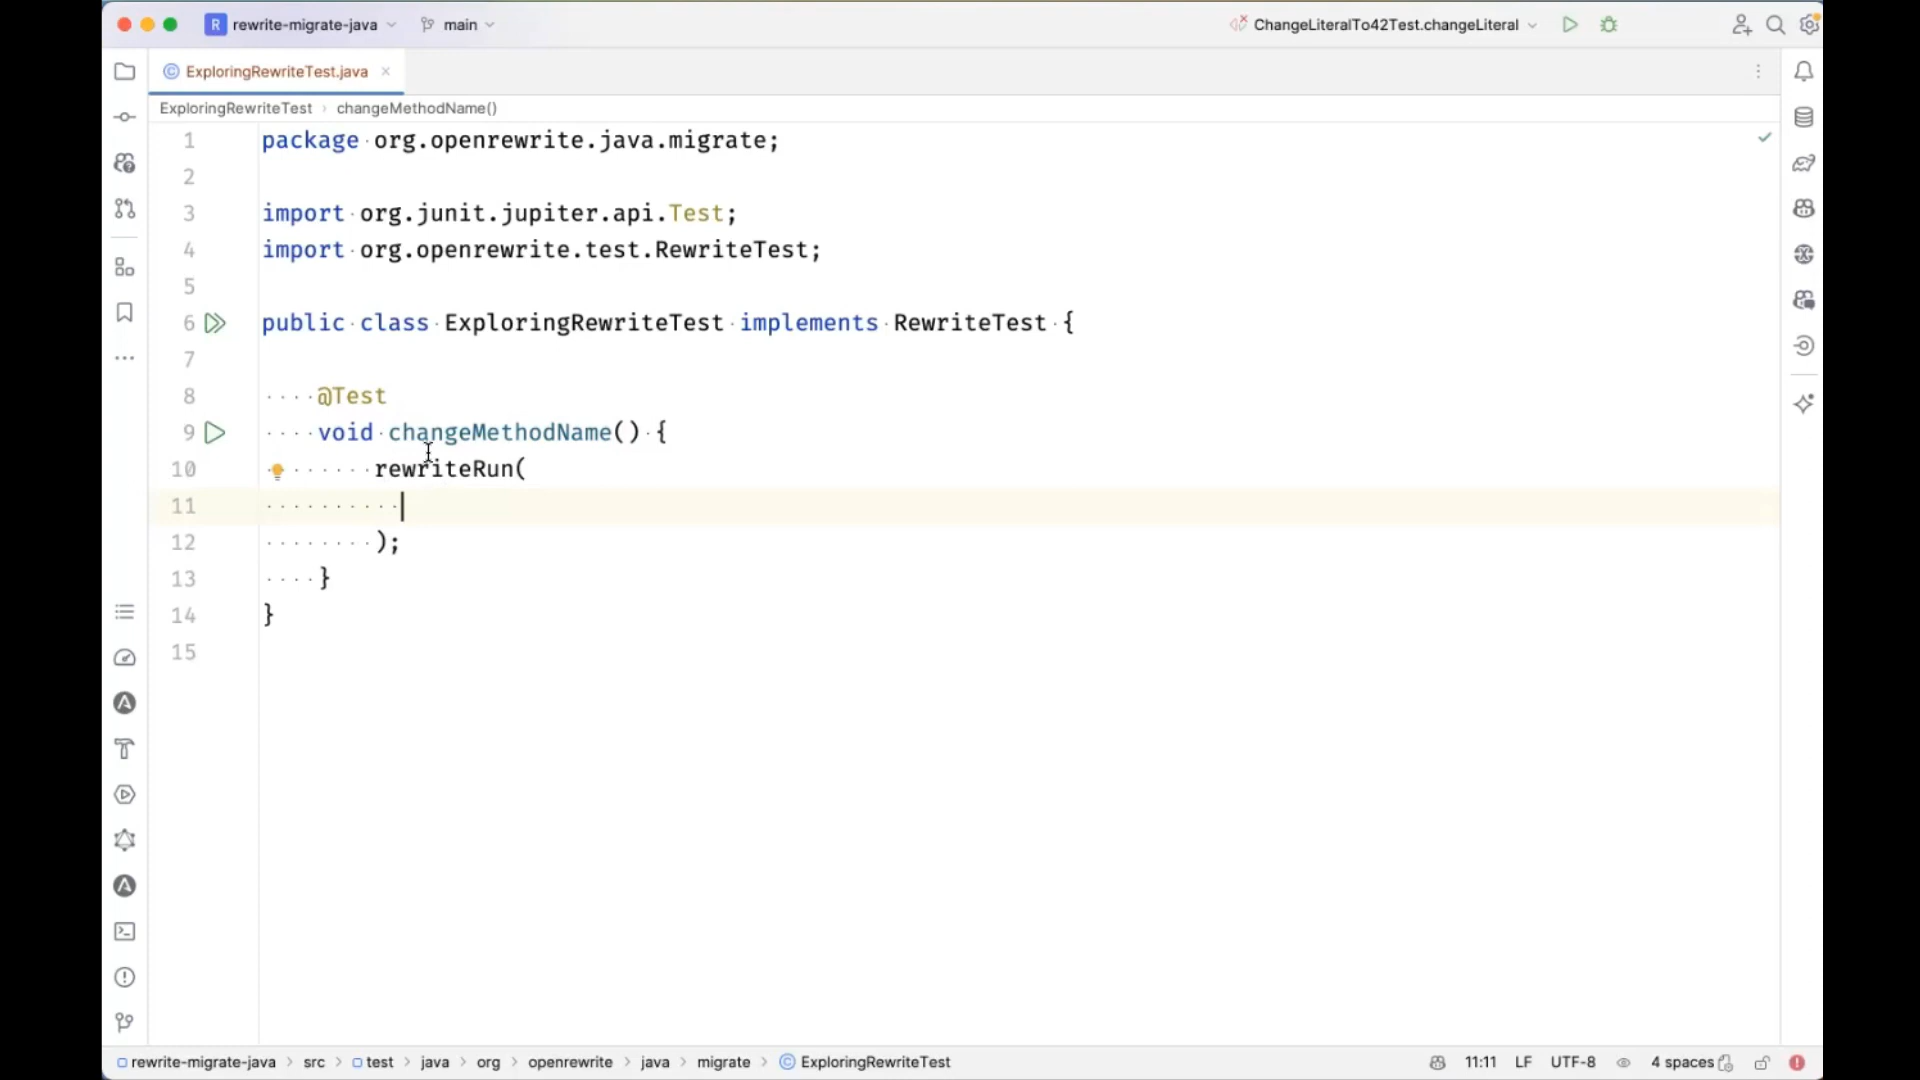 R rewrite-migrate-java main ChangeLiteralTo42Test.changeLiteral
ExploringRewriteTest.java
ExploringRewriteTest › changeMethodName()
1 package org.openrewrite.java.migrate;
2
3 import org.junit.jupiter.api.Test;
4 import org.openrewrite.test.RewriteTest;
5
6 public class ExploringRewriteTest implements RewriteTest {
7
8 @Test
9 void changeMethodName() {
10 rewriteRun(
11
12 );
13 }
14 }
15
rewrite-migrate-java › src › test › java › org › openrewrite › java › migrate › ExploringRewriteTest 11:11 LF UTF-8 4 spaces